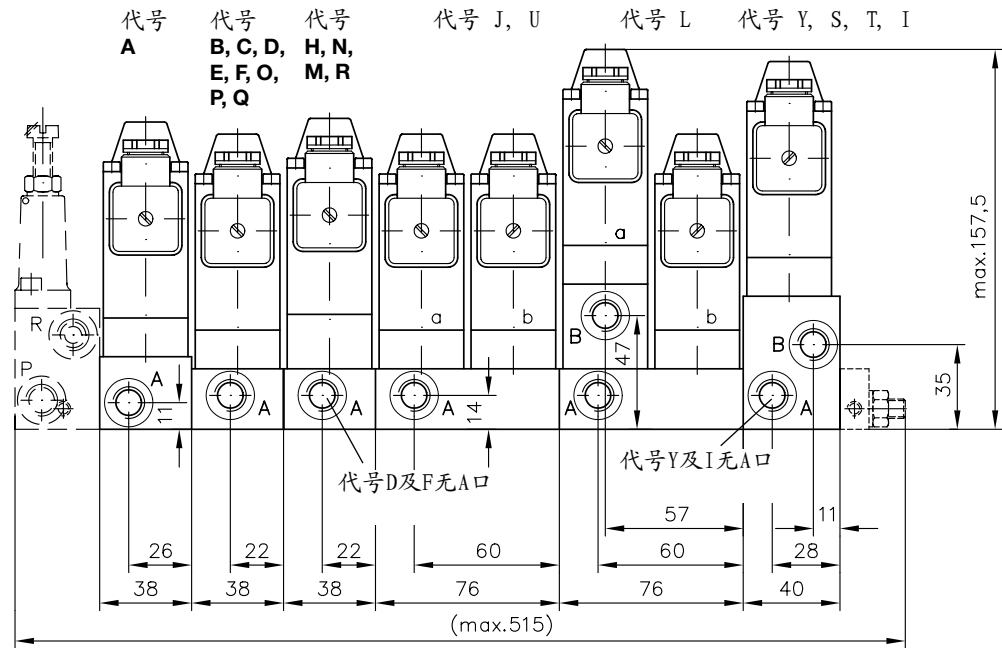 代号
A
代号
B, C, D,
E, F, O,
P, Q
代号
H, N,
M, R
代号 J, U
代号 L
代号 Y, S, T, I
max.157,5
a
R
a
b
B
b
B
P
47
35
A
11
A
A
A
14
A
A
代号D及F无A口
代号Y及I无A口
57
11
26
22
22
60
60
28
38
38
38
76
76
40
(max.515)